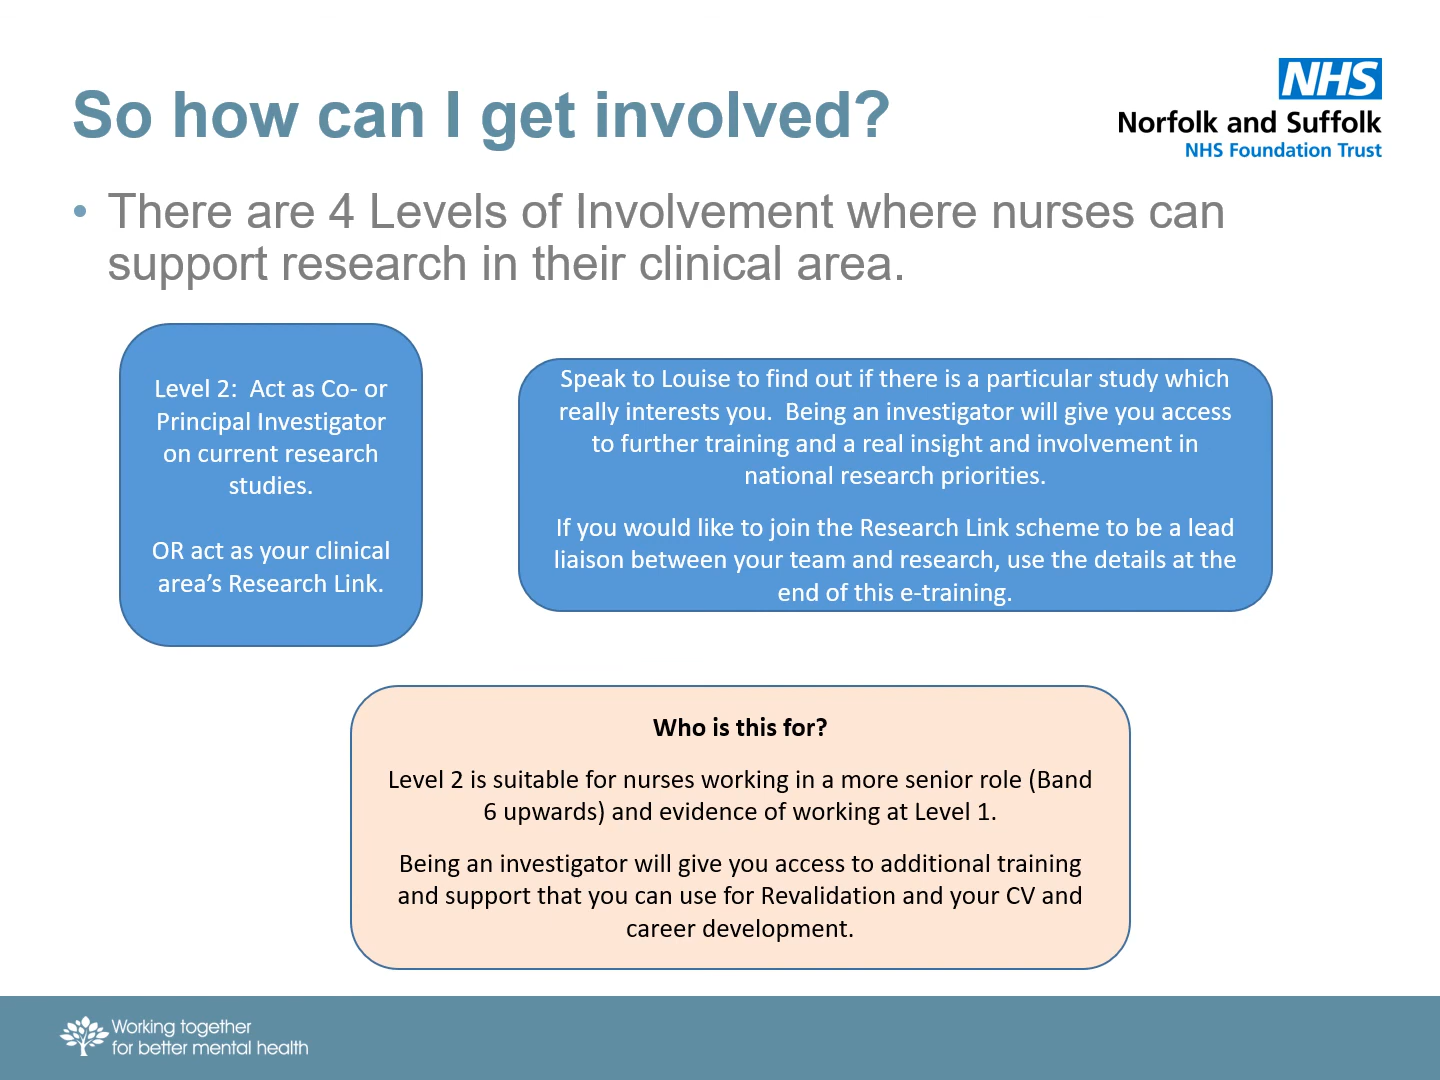 So how can I get involved?
NHS
Norfolk and Suffolk
NHS Foundation Trust
• There are 4 Levels of Involvement where nurses can
support research in their clinical area.
Level 2:  Act as Co- or
Principal Investigator
on current research
studies.
OR act as your clinical
area’s Research Link.
Speak to Louise to find out if there is a particular study which
really interests you.  Being an investigator will give you access
to further training and a real insight and involvement in
national research priorities.
If you would like to join the Research Link scheme to be a lead
liaison between your team and research, use the details at the
end of this e-training.
Who is this for?
Level 2 is suitable for nurses working in a more senior role (Band
6 upwards) and evidence of working at Level 1.
Being an investigator will give you access to additional training
and support that you can use for Revalidation and your CV and
career development.
Working together
for better mental health